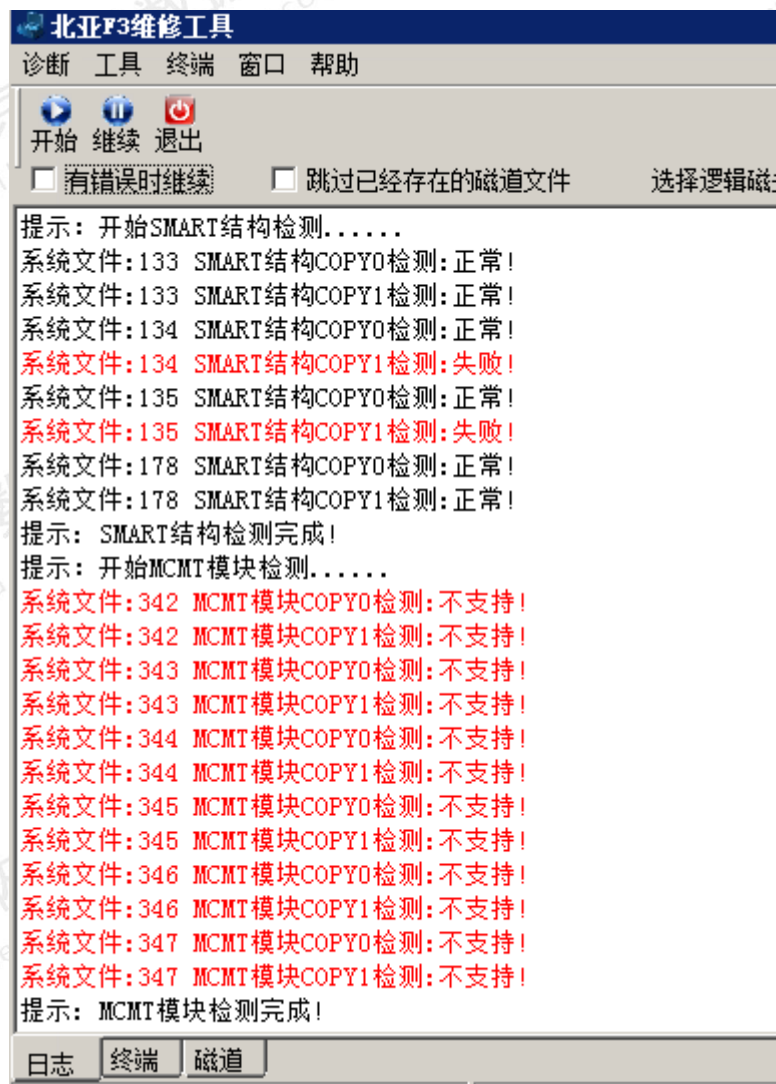 北亚F3维修工具
诊断 工具 终端 窗口 帮助
开始 继续 退出
有错误时继续 跳过已经存在的磁道文件 选择逻辑磁
提示: 开始SMART结构检测......
系统文件:133 SMART结构COPY0检测:正常!
系统文件:133 SMART结构COPY1检测:正常!
系统文件:134 SMART结构COPY0检测:正常!
系统文件:134 SMART结构COPY1检测:失败!
系统文件:135 SMART结构COPY0检测:正常!
系统文件:135 SMART结构COPY1检测:失败!
系统文件:178 SMART结构COPY0检测:正常!
系统文件:178 SMART结构COPY1检测:正常!
提示: SMART结构检测完成!
提示: 开始MCMT模块检测......
系统文件:342 MCMT模块COPY0检测:不支持!
系统文件:342 MCMT模块COPY1检测:不支持!
系统文件:343 MCMT模块COPY0检测:不支持!
系统文件:343 MCMT模块COPY1检测:不支持!
系统文件:344 MCMT模块COPY0检测:不支持!
系统文件:344 MCMT模块COPY1检测:不支持!
系统文件:345 MCMT模块COPY0检测:不支持!
系统文件:345 MCMT模块COPY1检测:不支持!
系统文件:346 MCMT模块COPY0检测:不支持!
系统文件:346 MCMT模块COPY1检测:不支持!
系统文件:347 MCMT模块COPY0检测:不支持!
系统文件:347 MCMT模块COPY1检测:不支持!
提示: MCMT模块检测完成!
日志 终端 磁道